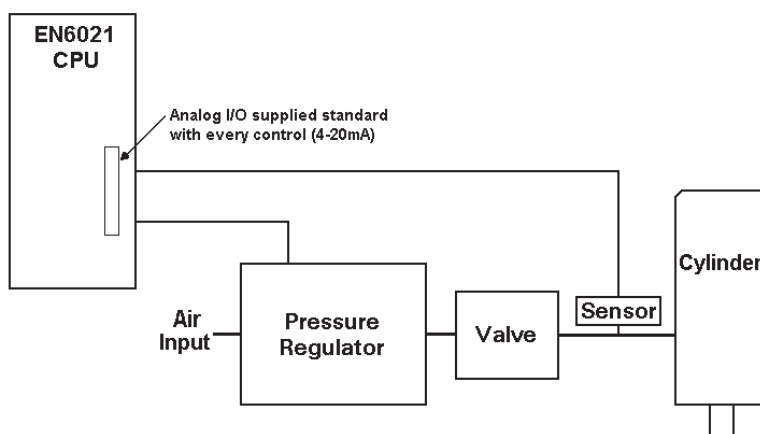 EN6021
CPU
Analog I/O supplied standard
with every control (4-20mA)
Cylinder
Sensor
Air
Input
Pressure
Regulator
Valve